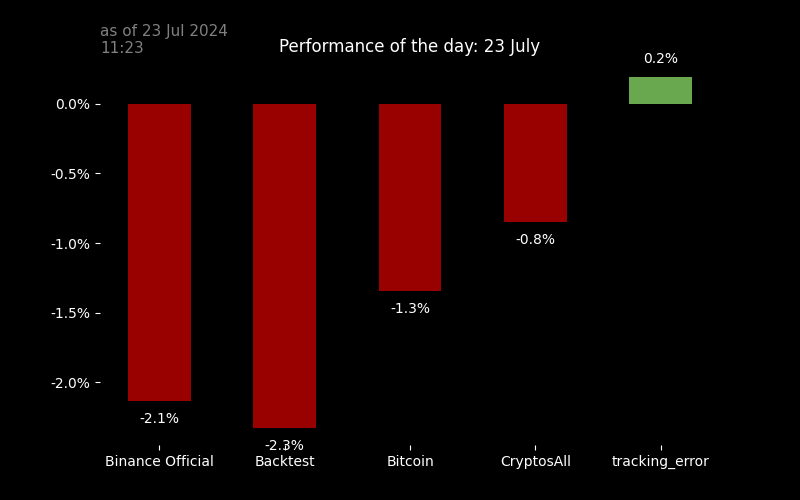 as of 23 Jul 2024
11:23
Performance of the day: 23 July
0.2%
0.0%
-0.5%
-1.0%
-1.5%
-2.0%
-0.8%
-1.3%
-2.1%
-2.3%
Binance Official
Backtest
Bitcoin
CryptosAll
tracking_error